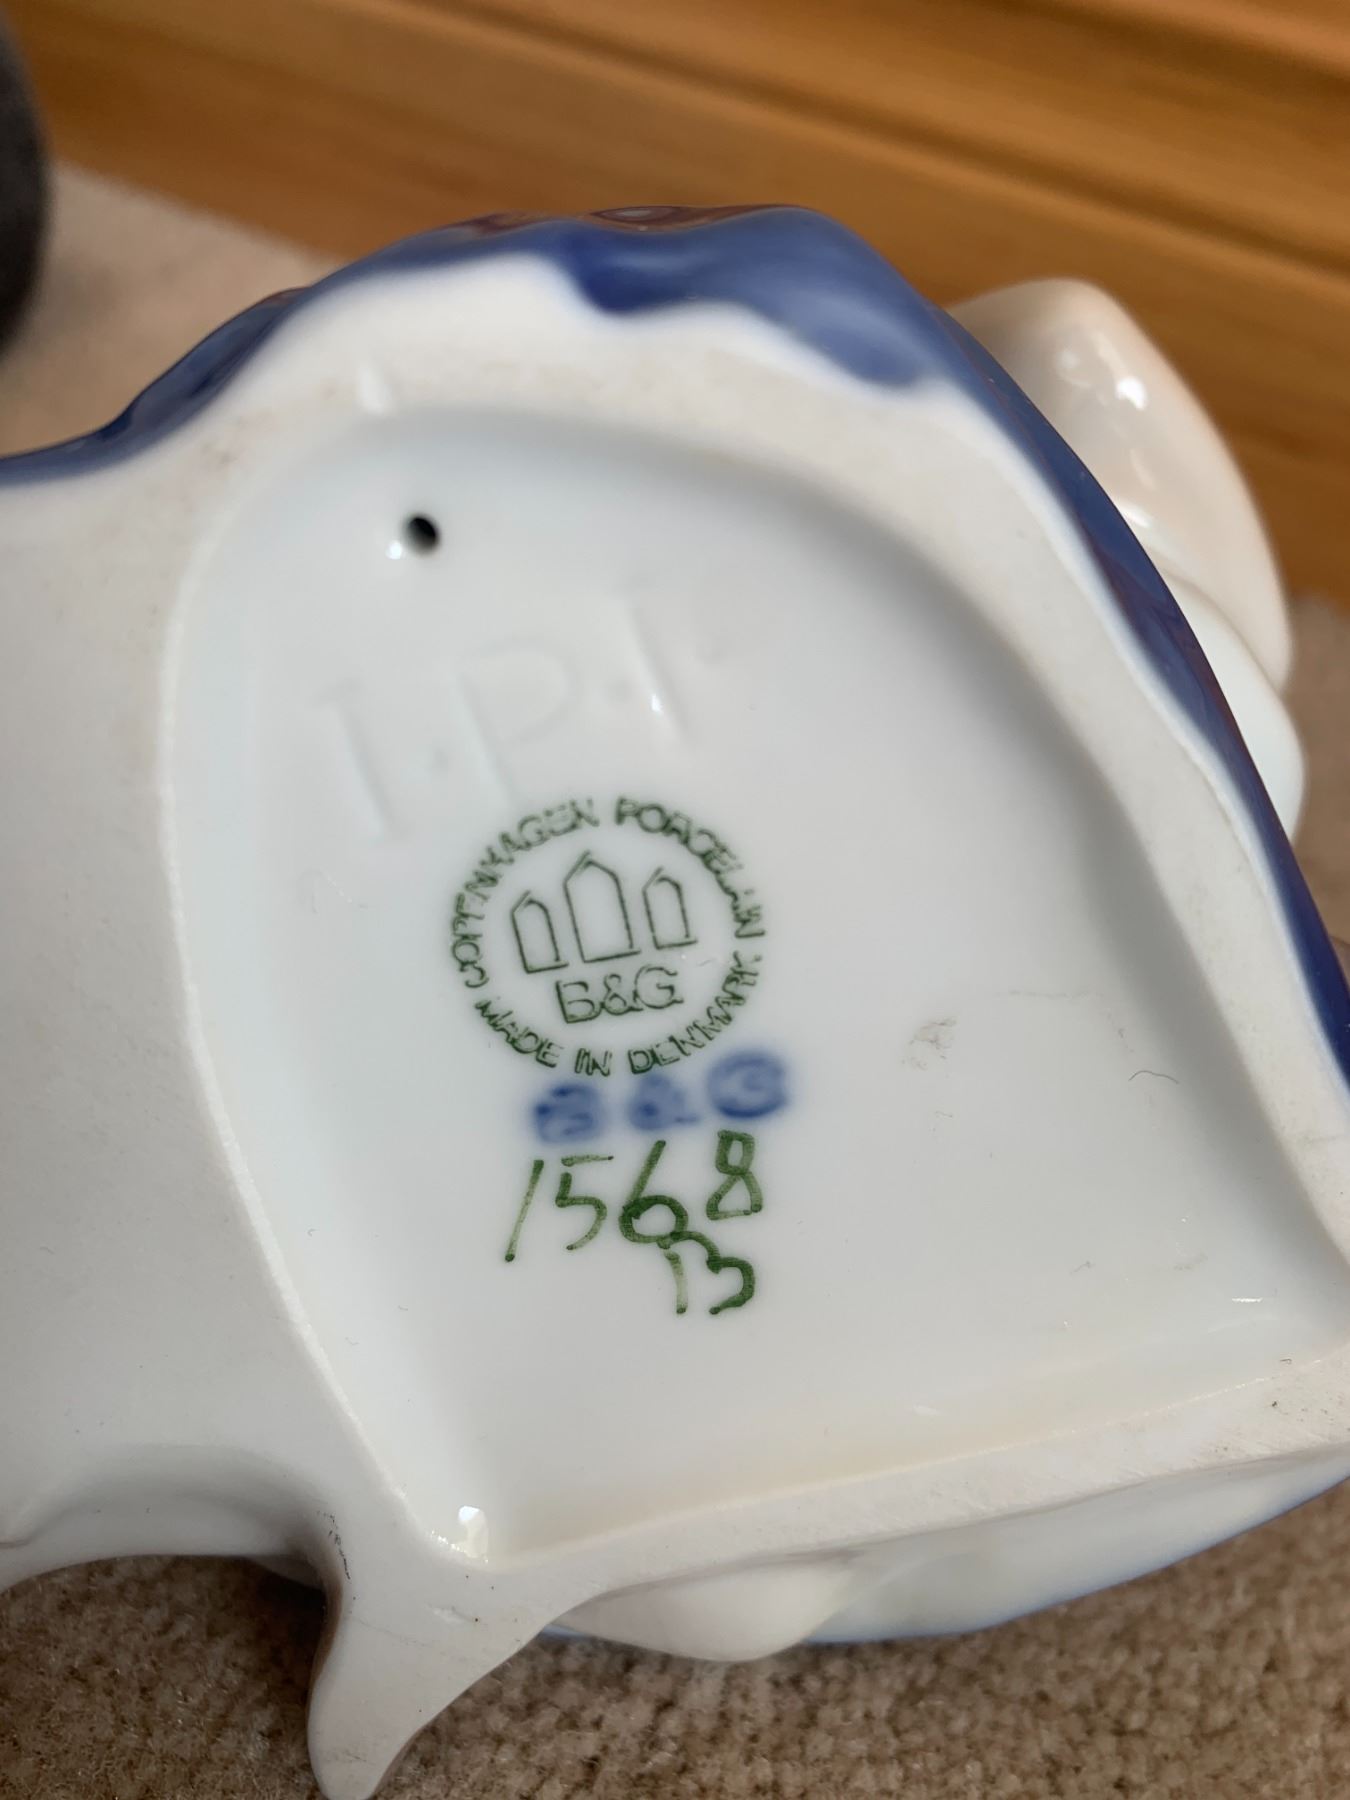 I·P·I
COPENHAGEN PORCELAIN
B&G
MADE IN DENMARK
B&G
1568
13